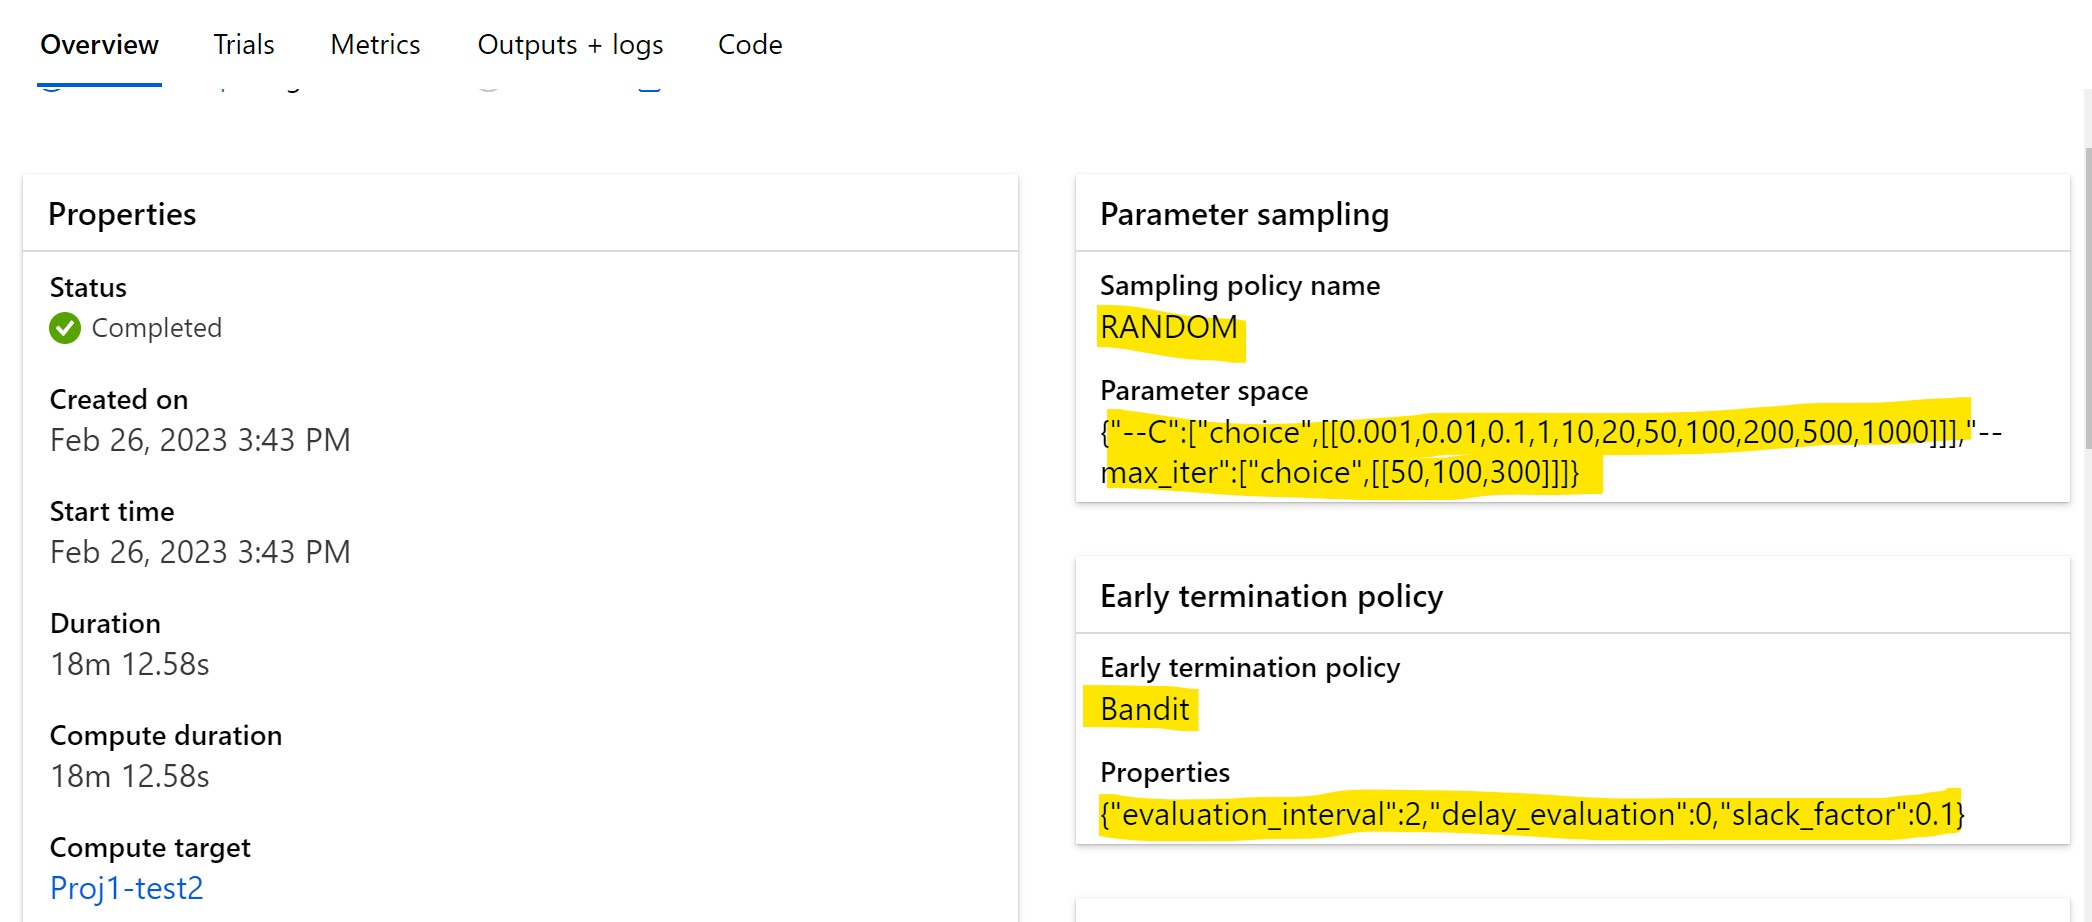 Overview Trials Metrics Outputs + logs Code
Properties
Status
Completed
Created on
Feb 26, 2023 3:43 PM
Start time
Feb 26, 2023 3:43 PM
Duration
18m 12.58s
Compute duration
18m 12.58s
Compute target
Proj1-test2
Parameter sampling
Sampling policy name
RANDOM
Parameter space
{"--C":["choice",[[0.001,0.01,0.1,1,10,20,50,100,200,500,1000]]],"--
max_iter":["choice",[[50,100,300]]]}
Early termination policy
Early termination policy
Bandit
Properties
{"evaluation_interval":2,"delay_evaluation":0,"slack_factor":0.1}